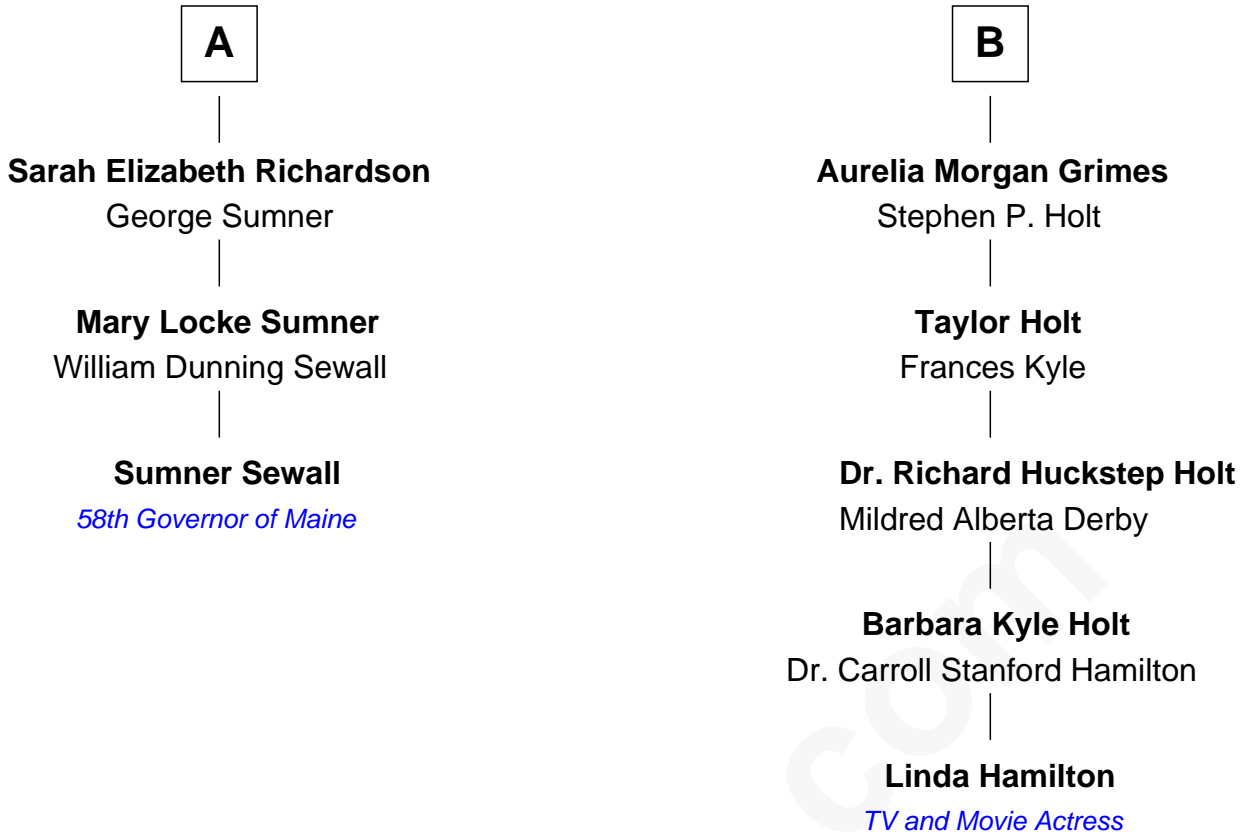 A
Sarah Elizabeth Richardson
George Sumner
Mary Locke Sumner
William Dunning Sewall
Sumner Sewall
58th Governor of Maine
B
Aurelia Morgan Grimes
Stephen P. Holt
Taylor Holt
Frances Kyle
Dr. Richard Huckstep Holt
Mildred Alberta Derby
Barbara Kyle Holt
Dr. Carroll Stanford Hamilton
Linda Hamilton
TV and Movie Actress
com